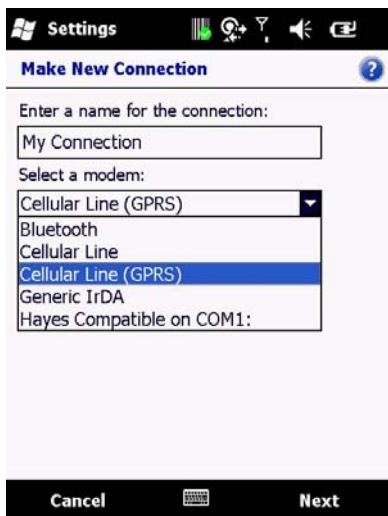 Settings
Make New Connection
?
Enter a name for the connection:
My Connection
Select a modem:
Cellular Line (GPRS)
Bluetooth
Cellular Line
Cellular Line (GPRS)
Generic IrDA
Hayes Compatible on COM1:
Cancel Next